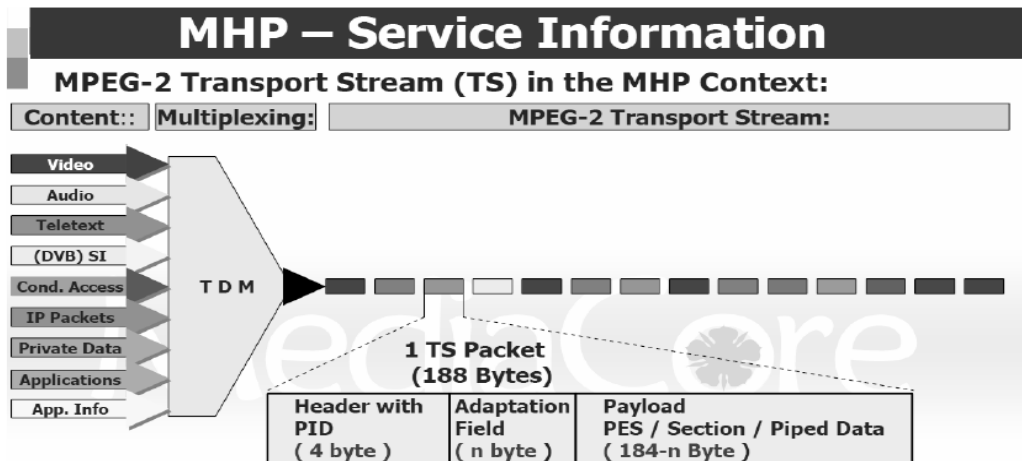 MHP – Service Information
MPEG-2 Transport Stream (TS) in the MHP Context:
Content:: Multiplexing: MPEG-2 Transport Stream:
Video
Audio
Teletext
(DVB) SI
Cond. Access
IP Packets
Private Data
Applications
App. Info
T D M
MediaCore
1 TS Packet
(188 Bytes)
Header with
PID
( 4 byte )
Adaptation
Field
( n byte )
Payload
PES / Section / Piped Data
( 184-n Byte )